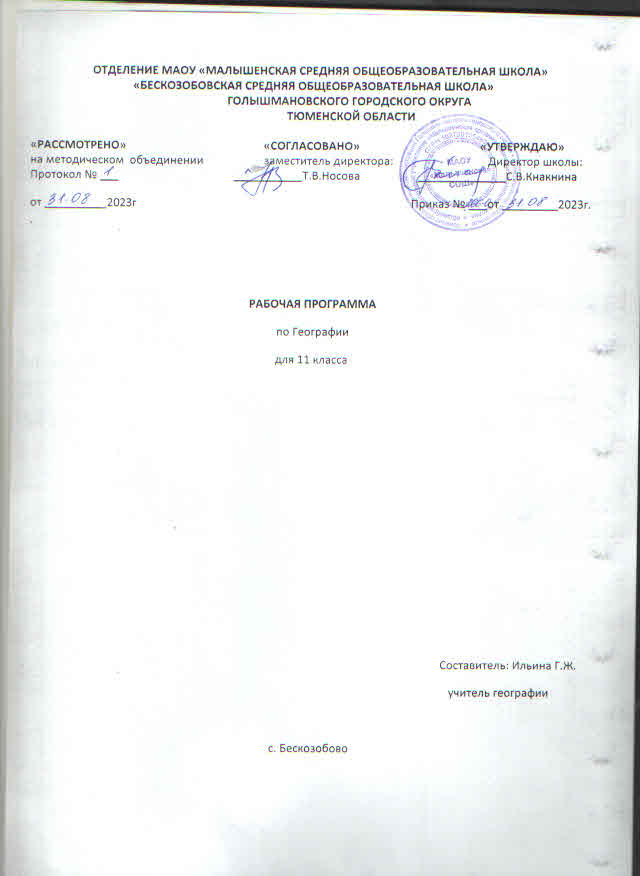 ОТДЕЛЕНИЕ МАОУ «МАЛЫШЕНСКАЯ СРЕДНЯЯ ОБЩЕОБРАЗОВАТЕЛЬНАЯ ШКОЛА»
«БЕСКОЗОБОВСКАЯ СРЕДНЯЯ ОБЩЕОБРАЗОВАТЕЛЬНАЯ ШКОЛА»
ГОЛЫШМАНОВСКОГО ГОРОДСКОГО ОКРУГА
ТЮМЕНСКОЙ ОБЛАСТИ
«РАССМОТРЕНО» «СОГЛАСОВАНО» «УТВЕРЖДАЮ»
на методическом объединении заместитель директора: Директор школы:
Протокол № 1 Т.В.Носова С.В.Кнакнина
от 31.08 2023г Приказ № от 31.08 2023г.
МАОУ
СОШ
РАБОЧАЯ ПРОГРАММА
по Географии
для 11 класса
Составитель: Ильина Г.Ж.
учитель географии
с. Бескозобово